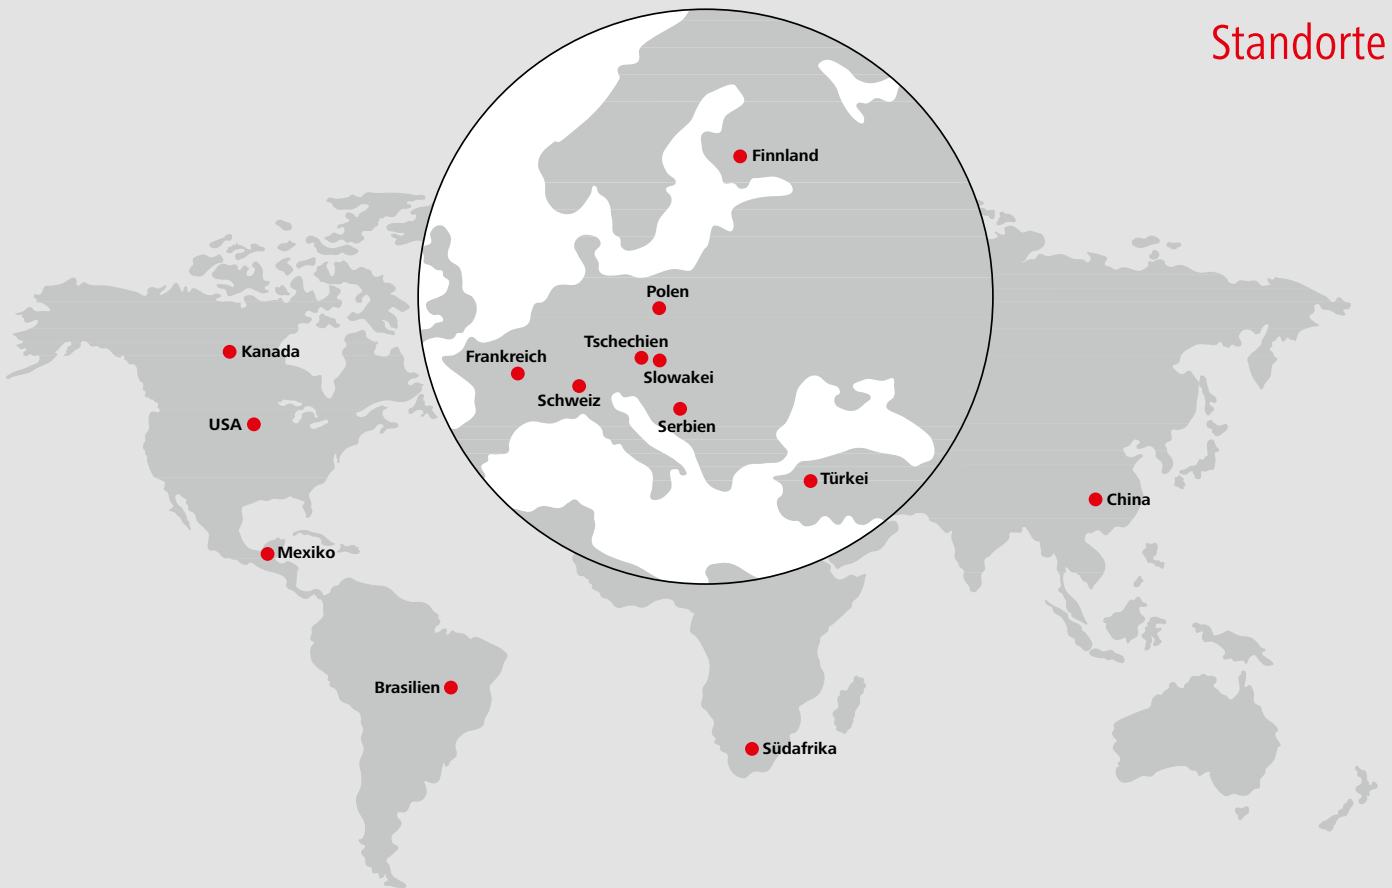 Standorte
Finnland
Polen
Tschechien
Kanada
Frankreich
Slowakei
Schweiz
USA
Serbien
Türkei
China
Mexiko
Brasilien
Südafrika